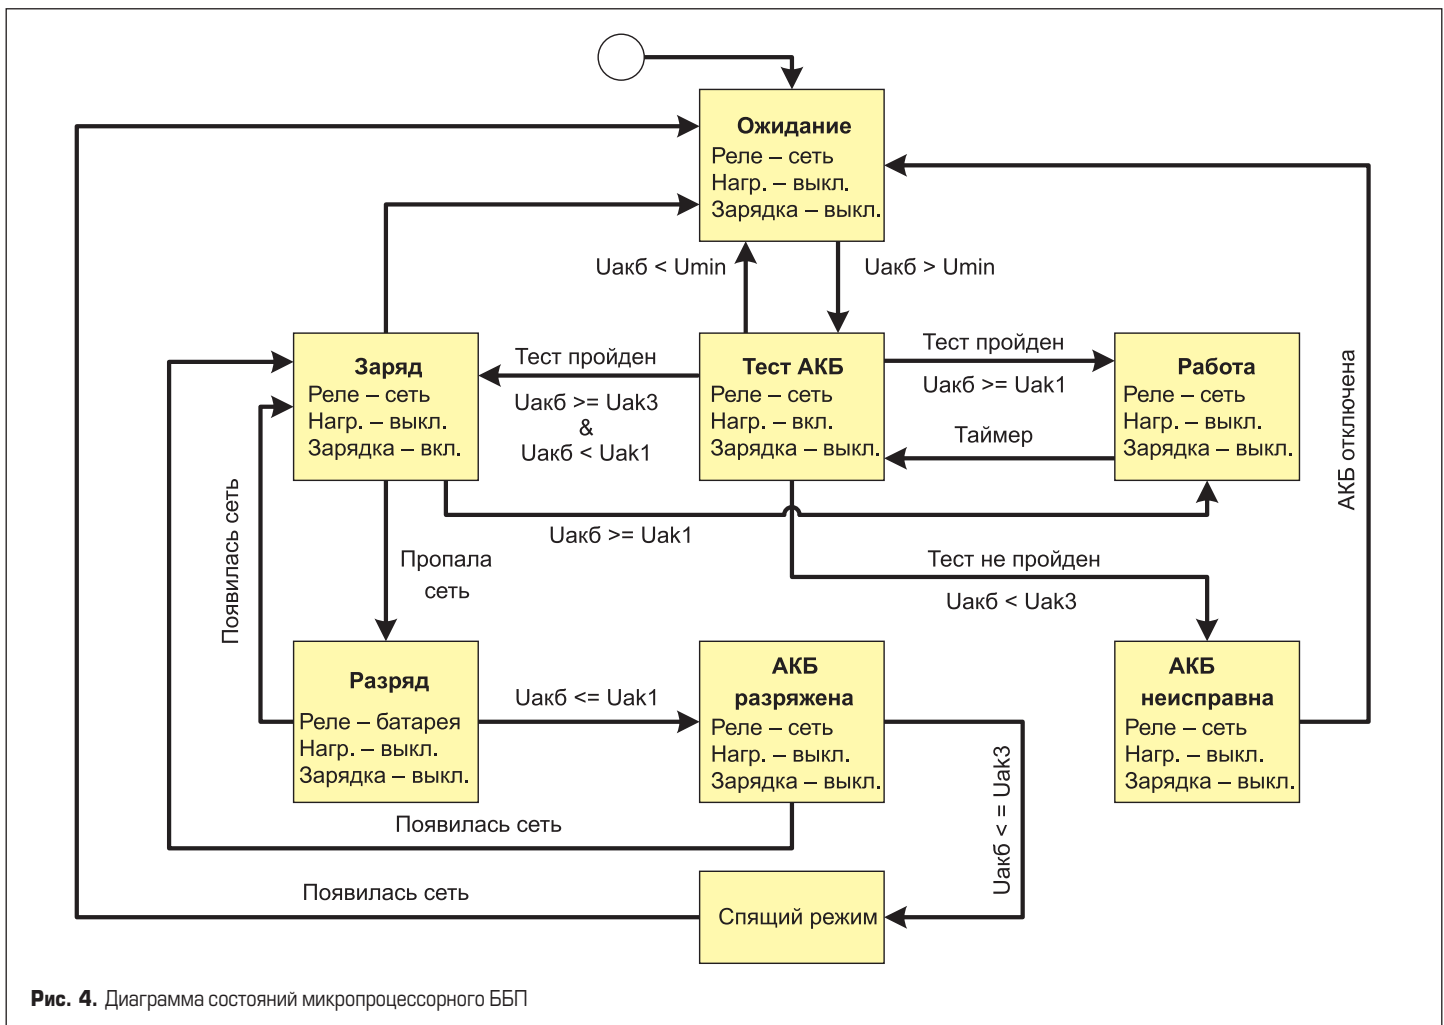 Ожидание
Реле – сеть
Нагр. – выкл.
Зарядка – выкл.
Uакб < Umin
Uакб > Umin
Заряд
Реле – сеть
Нагр. – выкл.
Зарядка – вкл.
Тест пройден
Uакб >= Uak3
&
Uакб < Uak1
Тест АКБ
Реле – сеть
Нагр. – вкл.
Зарядка – выкл.
Тест пройден
Uакб >= Uak1
Таймер
Работа
Реле – сеть
Нагр. – выкл.
Зарядка – выкл.
АКБ отключена
Появилась сеть
Пропала
сеть
Uакб >= Uak1
Тест не пройден
Uакб < Uak3
Разряд
Реле – батарея
Нагр. – выкл.
Зарядка – выкл.
Uакб <= Uak1
АКБ
разряжена
Реле – сеть
Нагр. – выкл.
Зарядка – выкл.
Uакб < = Uak3
АКБ
неисправна
Реле – сеть
Нагр. – выкл.
Зарядка – выкл.
Появилась сеть
Появилась сеть
Спящий режим
Рис. 4. Диаграмма состояний микропроцессорного ББП